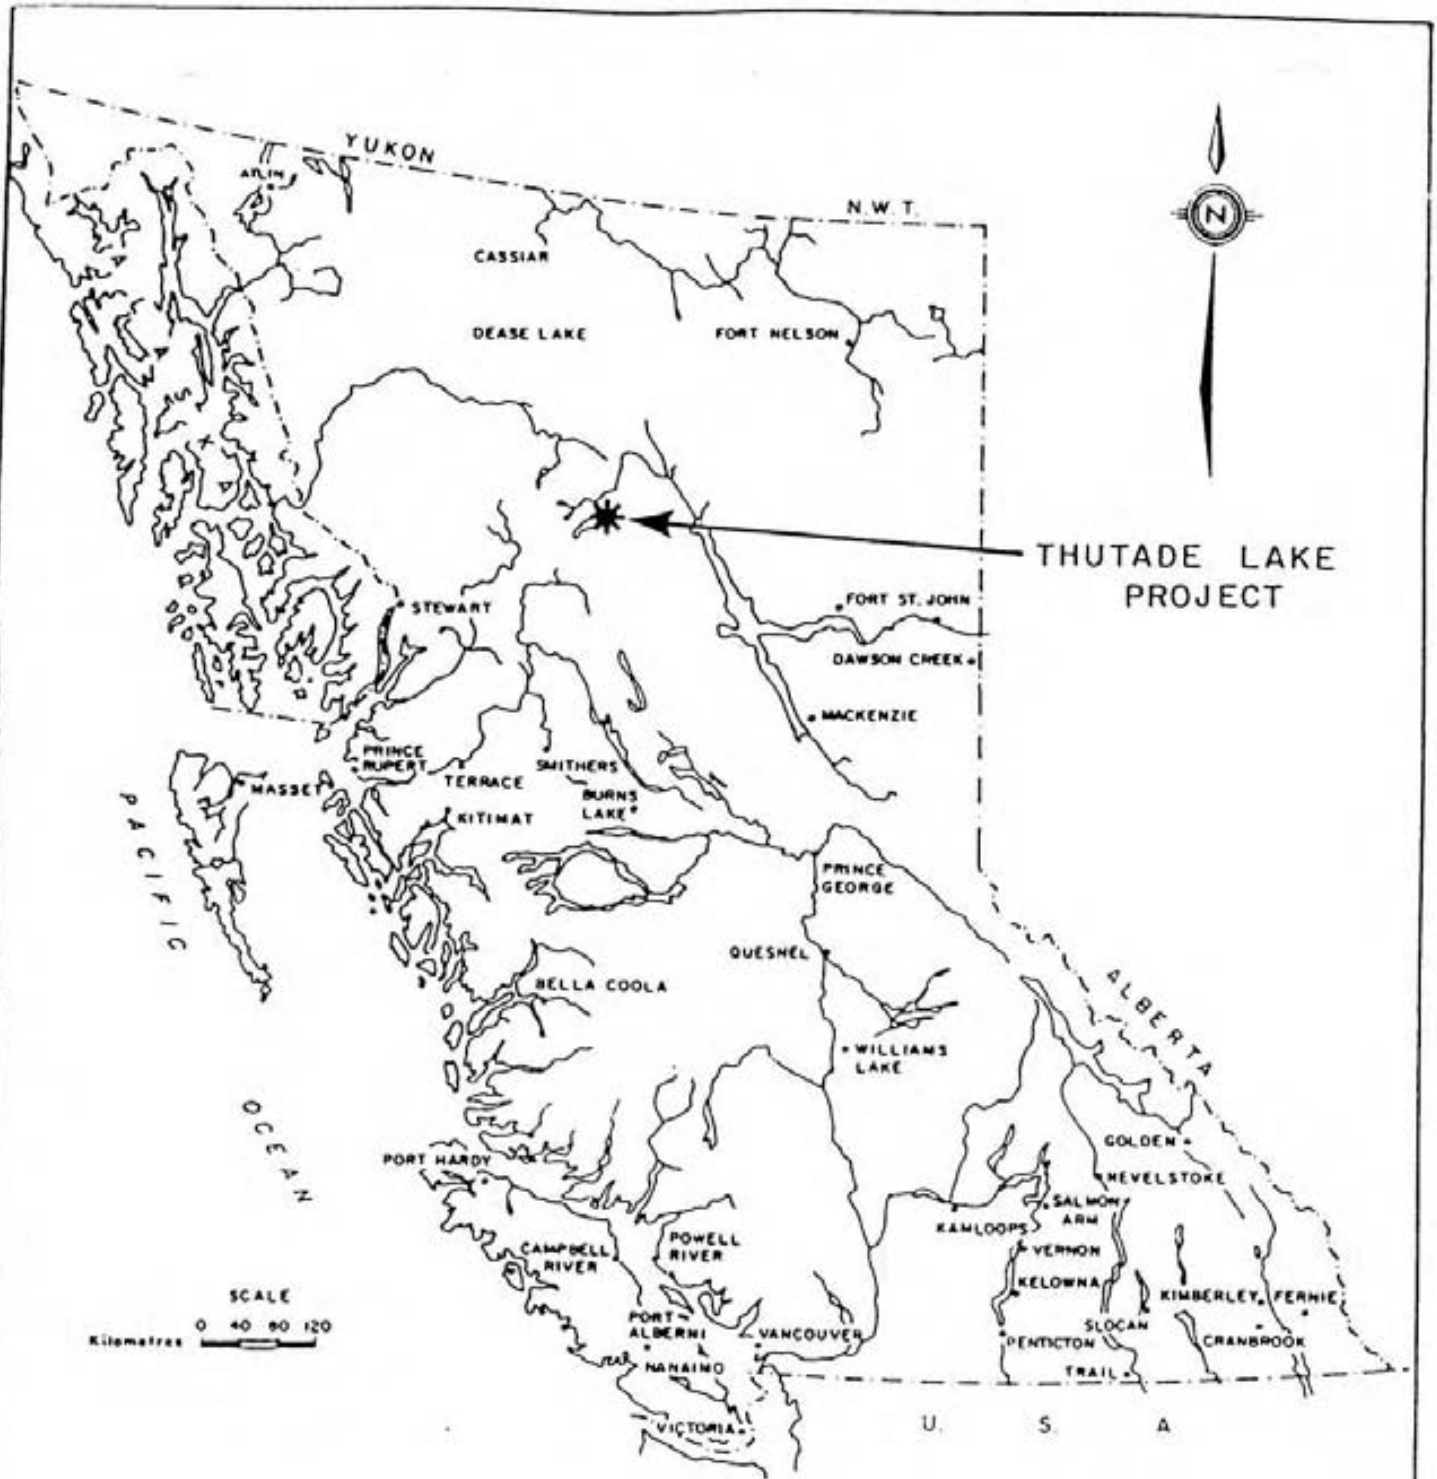 YUKON
ATLIN
N.W.T.
CASSIAR
DEASE LAKE
FORT NELSON
N
A
L
A
S
K
A
THUTADE LAKE
PROJECT
STEWART
FORT ST. JOHN
DAWSON CREEK
MACKENZIE
PRINCE
RUPERT
TERRACE
SMITHERS
MASSET
BURNS
LAKE
KITIMAT
PACIFIC
OCEAN
PRINCE
GEORGE
QUESNEL
BELLA COOLA
ALBERTA
WILLIAMS
LAKE
GOLDEN
PORT HARDY
REVELSTOKE
SALMON
ARM
KAMLOOPS
CAMPBELL
RIVER
POWELL
RIVER
VERNON
KELOWNA
KIMBERLEY
FERNIE
SCALE
Kilometres 0 40 80 120
PORT
ALBERNI
VANCOUVER
SLOCAN
PENTICTON
CRANBROOK
NANAIMO
TRAIL
VICTORIA
U. S. A